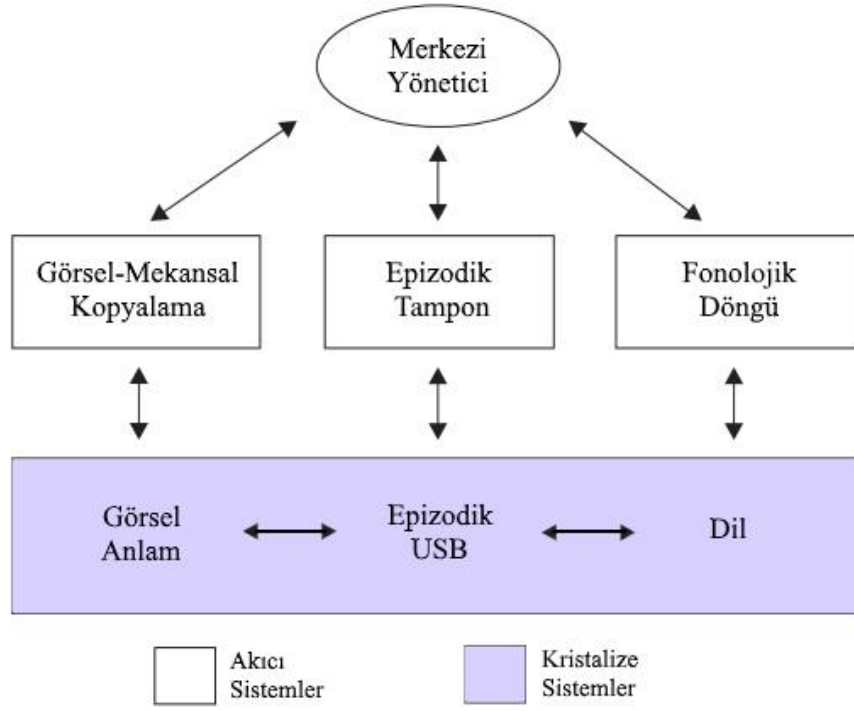 Merkezi
Yönetici
Görsel-Mekansal
Kopyalama
Epizodik
Tampon
Fonolojik
Döngü
Görsel
Anlam
Epizodik
USB
Dil
Akıcı
Sistemler
Kristalize
Sistemler